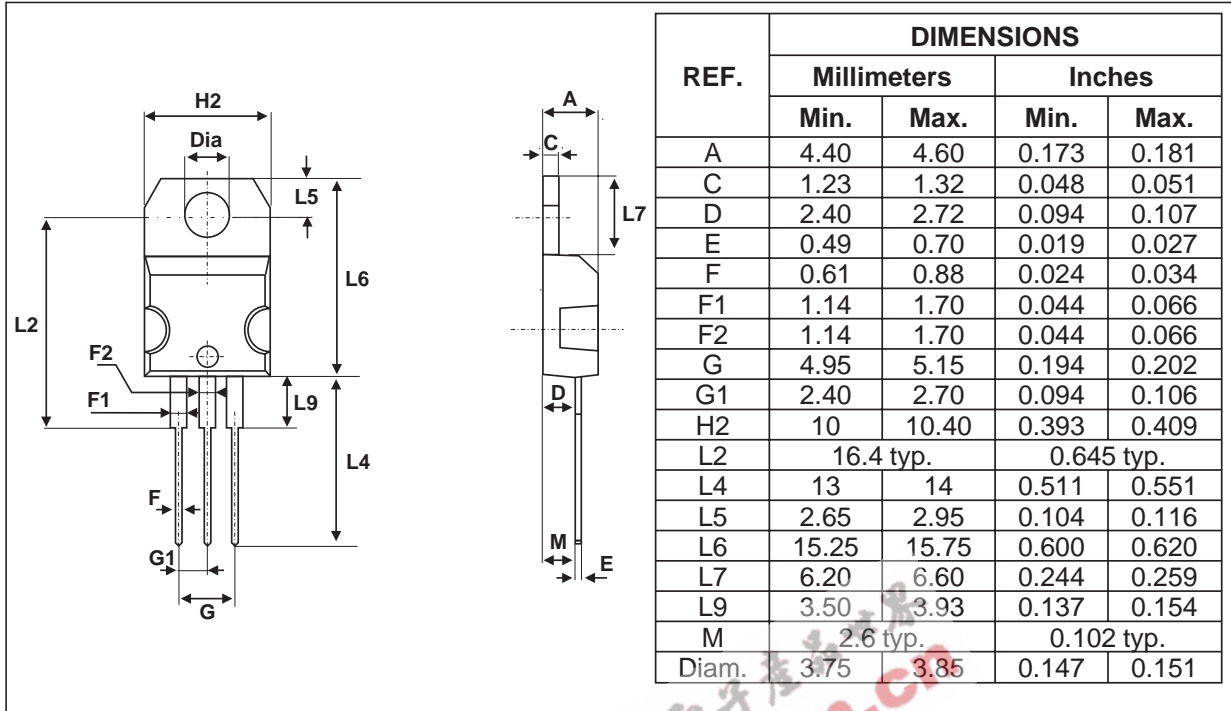 H2
Dia
L5
L6
L2
F2
F1
L9
L4
F
G1
G
A
C
L7
D
M
E
DIMENSIONS
REF. Millimeters Inches
Min. Max. Min. Max.
A 4.40 4.60 0.173 0.181
C 1.23 1.32 0.048 0.051
D 2.40 2.72 0.094 0.107
E 0.49 0.70 0.019 0.027
F 0.61 0.88 0.024 0.034
F1 1.14 1.70 0.044 0.066
F2 1.14 1.70 0.044 0.066
G 4.95 5.15 0.194 0.202
G1 2.40 2.70 0.094 0.106
H2 10 10.40 0.393 0.409
L2 16.4 typ. 0.645 typ.
L4 13 14 0.511 0.551
L5 2.65 2.95 0.104 0.116
L6 15.25 15.75 0.600 0.620
L7 6.20 6.60 0.244 0.259
L9 3.50 3.93 0.137 0.154
M 2.6 typ. 0.102 typ.
Diam. 3.75 3.85 0.147 0.151
子產品世界
.cn